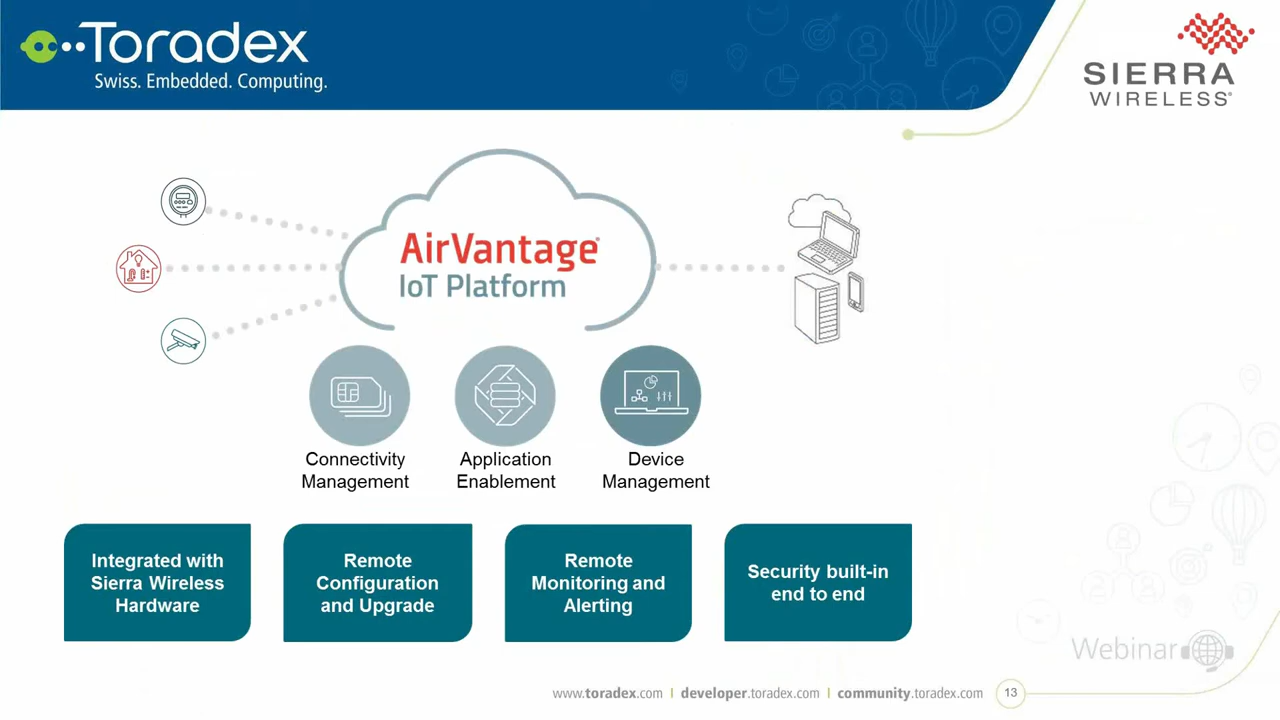 Toradex
Swiss. Embedded. Computing.
SIERRA
WIRELESS®
AirVantage®
IoT Platform
Connectivity
Management
Application
Enablement
Device
Management
Integrated with
Sierra Wireless
Hardware
Remote
Configuration
and Upgrade
Remote
Monitoring and
Alerting
Security built-in
end to end
Webinar
www.toradex.com | developer.toradex.com | community.toradex.com 13